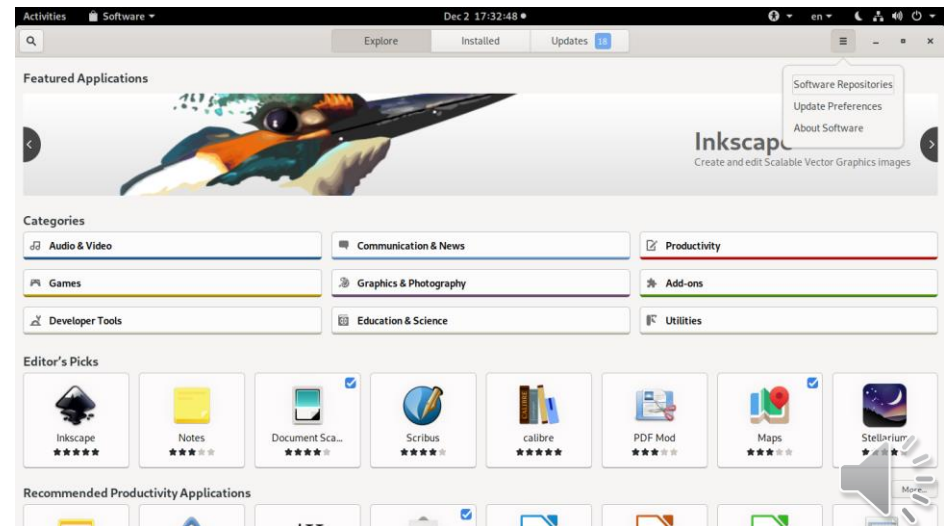 Activities Software Dec 2 17:32:48 en
Explore Installed Updates 18
Featured Applications
Software Repositories
Update Preferences
About Software
Inkscape
Create and edit Scalable Vector Graphics images
Categories
Audio & Video Communication & News Productivity
Games Graphics & Photography Add-ons
Developer Tools Education & Science Utilities
Editor's Picks
CALIBRE
Inkscape Notes Document Sca... Scribus calibre PDF Mod Maps Stellarium
Recommended Productivity Applications More...